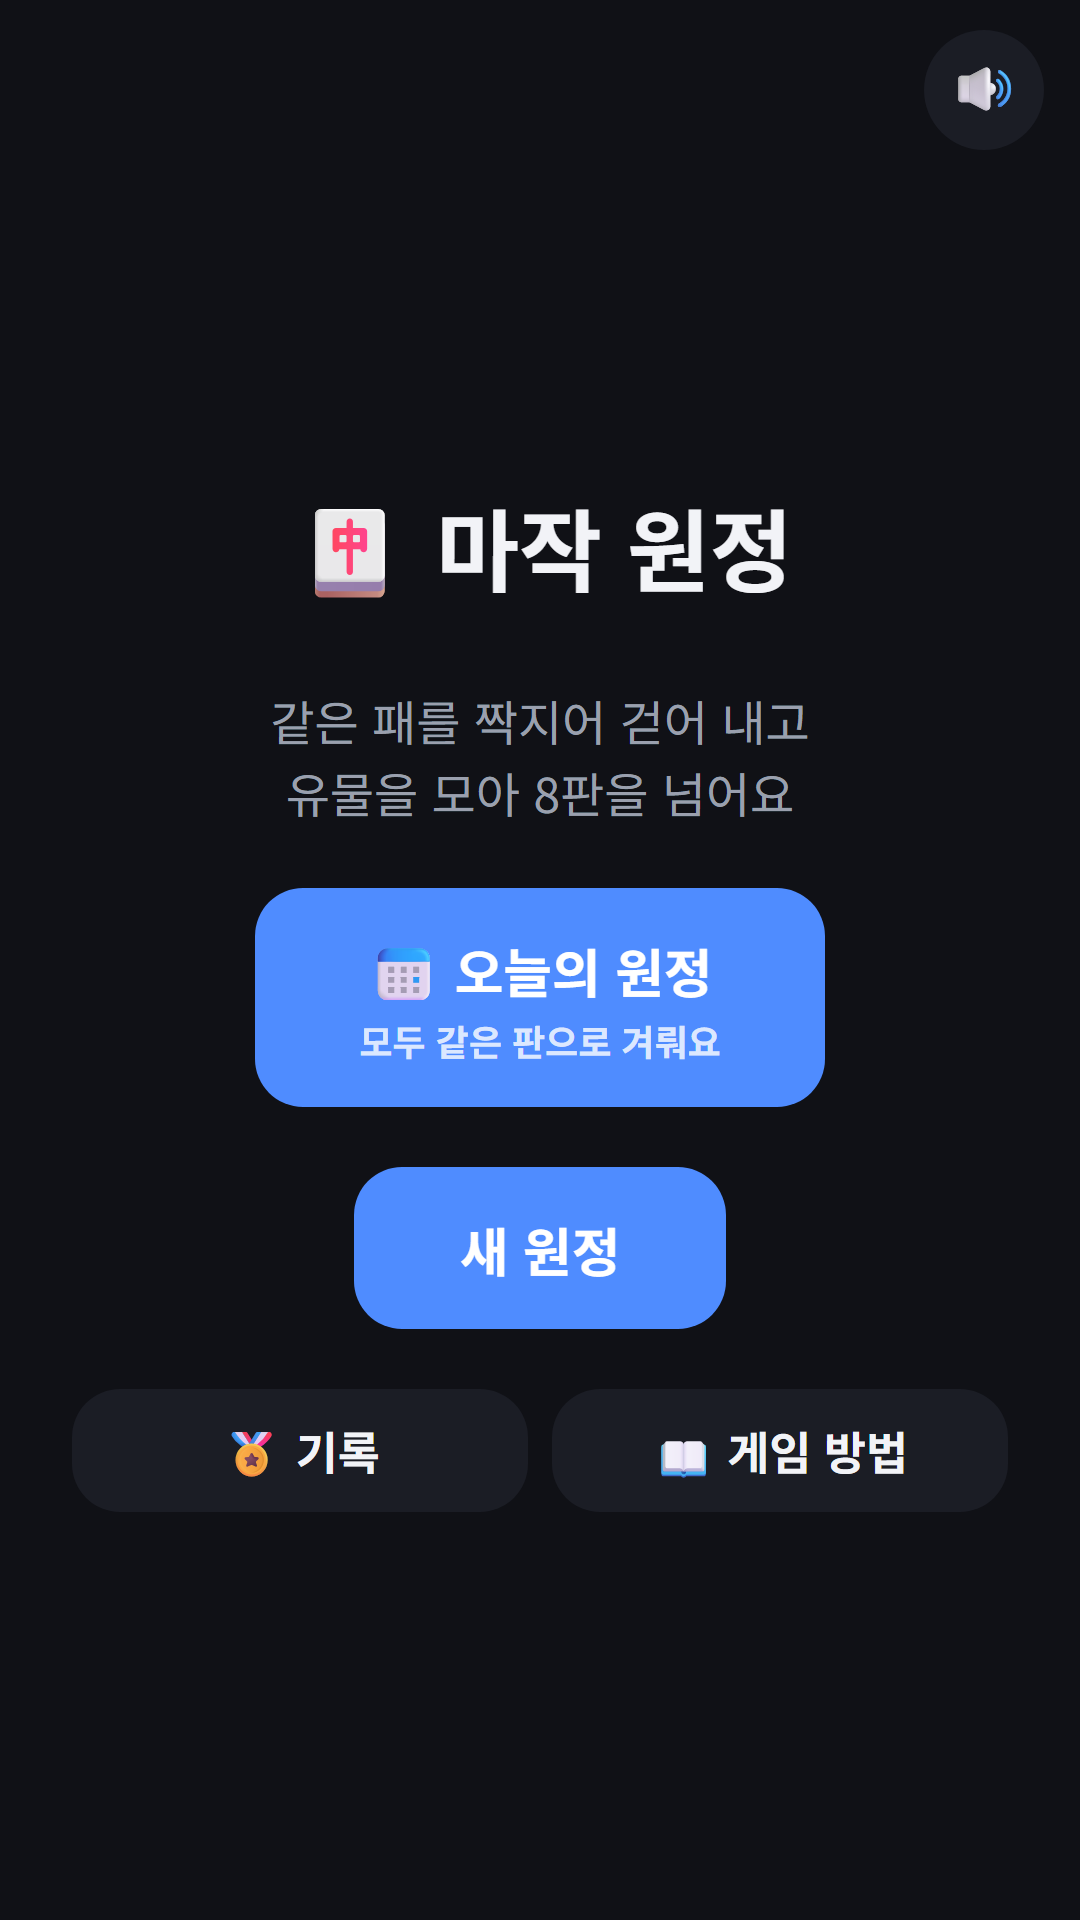 마작 원정
같은 패를 짝지어 걷어 내고
유물을 모아 8판을 넘어요
오늘의 원정
모두 같은 판으로 겨뤄요
새 원정
기록
게임 방법